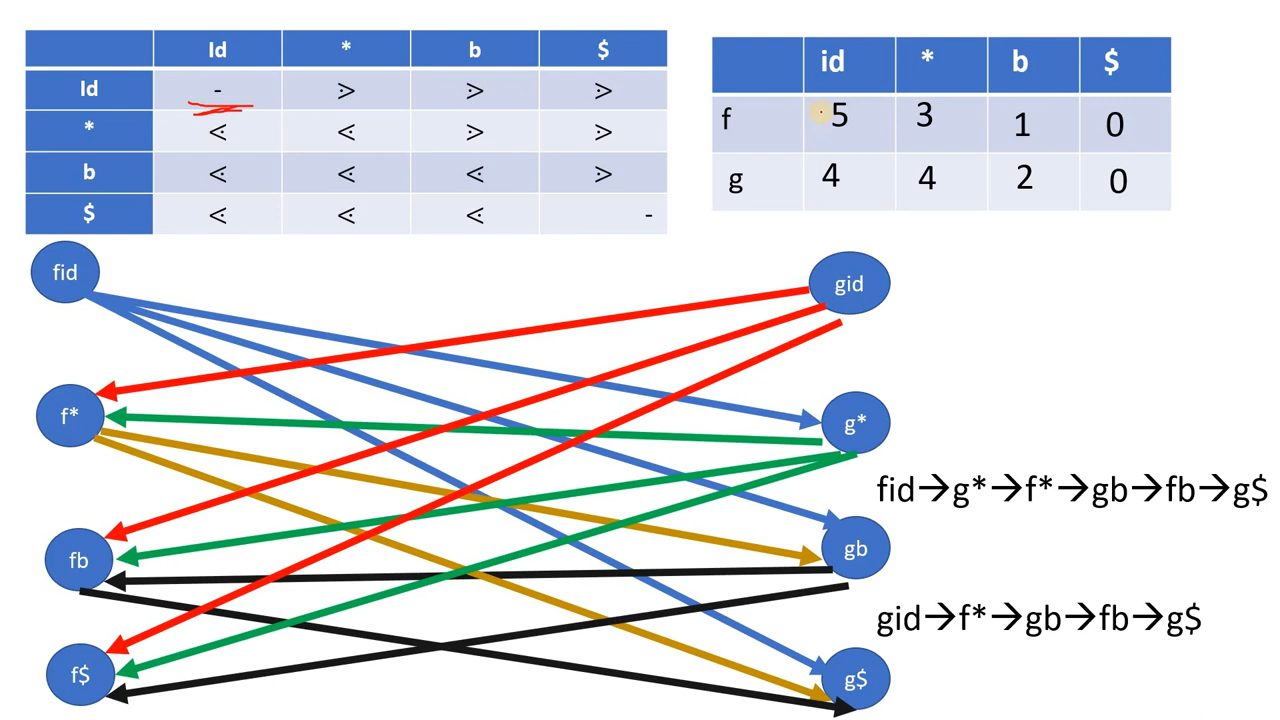 Id * b $
Id - ⋗ ⋗ ⋗
* ⋖ ⋖ ⋗ ⋗
b ⋖ ⋖ ⋖ ⋗
$ ⋖ ⋖ ⋖ -
id * b $
f 5 3 1 0
g 4 4 2 0
fid
gid
f*
g*
fid→g*→f*→gb→fb→g$
fb
gb
gid→f*→gb→fb→g$
f$
g$